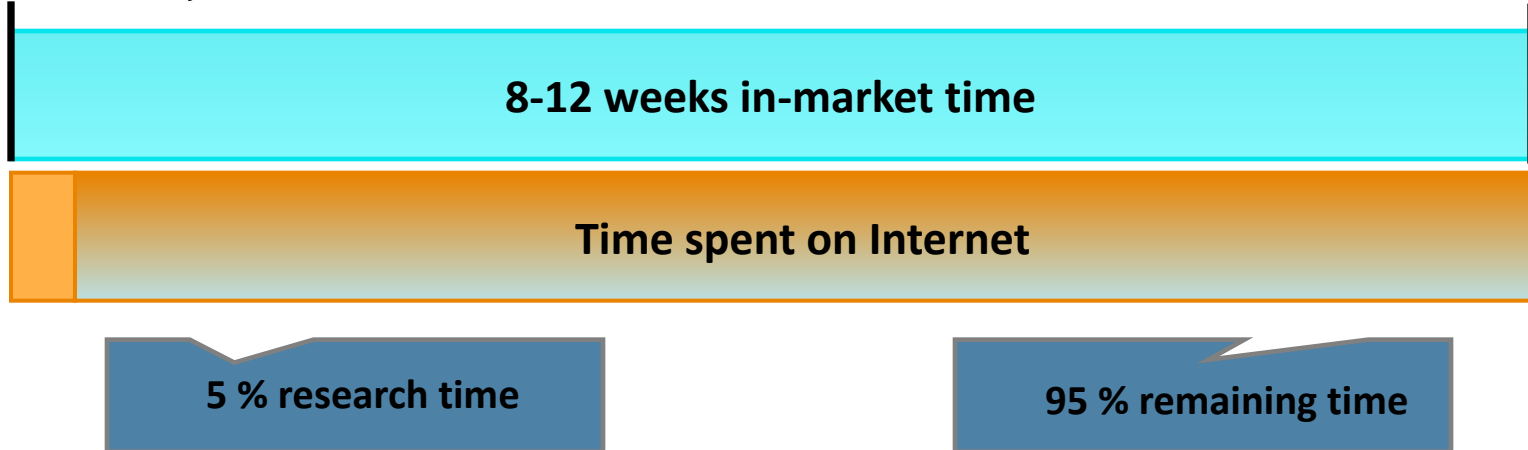 8-12 weeks in-market time
Time spent on Internet
5 % research time
95 % remaining time